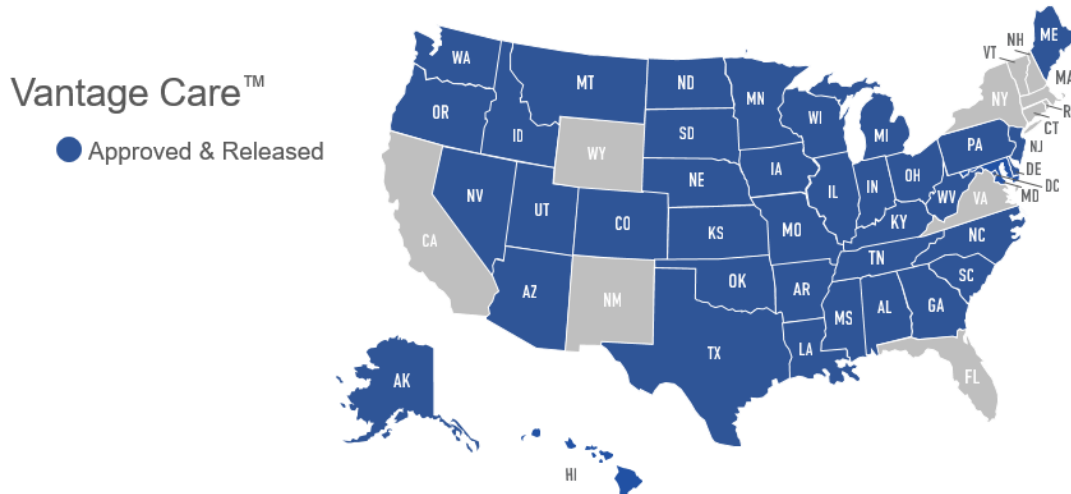 Vantage Care™
Approved & Released
WA
OR
ID
MT
WY
NV
UT
CO
CA
AZ
NM
ND
SD
NE
KS
OK
TX
MN
IA
MO
AR
LA
WI
IL
MI
IN
OH
KY
TN
MS
AL
GA
SC
NC
WV
VA
PA
NY
VT
NH
ME
MA
R
CT
NJ
DE
DC
MD
FL
AK
HI